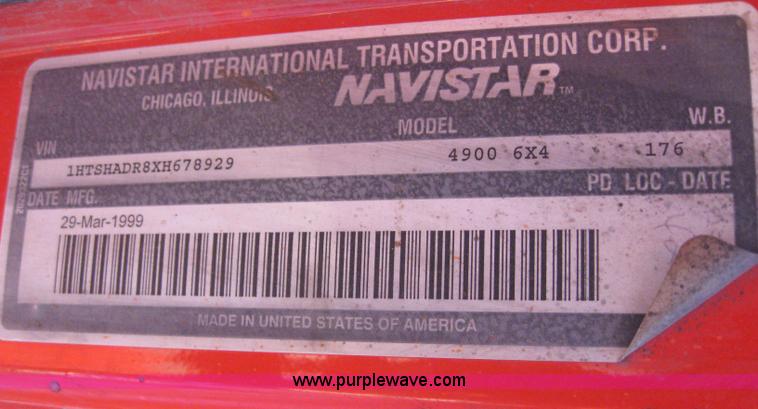 NAVISTAR INTERNATIONAL TRANSPORTATION CORP.
CHICAGO, ILLINOIS NAVISTAR™
VIN MODEL W.B.
1HTSHADR8XH678929 4900 6X4 176
DATE MFG. PD LOC - DATE
29-Mar-1999
MADE IN UNITED STATES OF AMERICA
www.purplewave.com